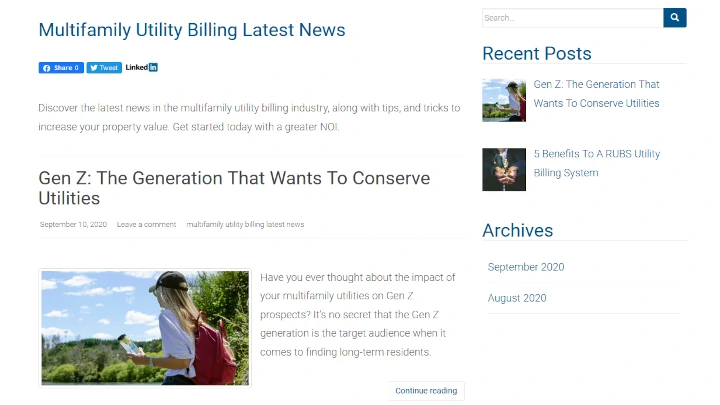 Multifamily Utility Billing Latest News
Share 0
Tweet
Linked in
Discover the latest news in the multifamily utility billing industry, along with tips, and tricks to
increase your property value. Get started today with a greater NOI.
Gen Z: The Generation That Wants To Conserve
Utilities
September 10, 2020 Leave a comment multifamily utility billing latest news
Have you ever thought about the impact of
your multifamily utilities on Gen Z
prospects? It's no secret that the Gen Z
generation is the target audience when it
comes to finding long-term residents.
Continue reading
Search...
Recent Posts
Gen Z: The Generation That
Wants To Conserve Utilities
5 Benefits To A RUBS Utility
Billing System
Archives
September 2020
August 2020